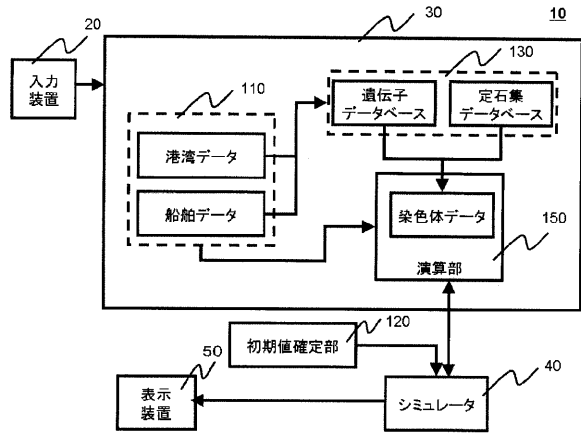 10
20
30
入力
装置
130
110
遺伝子
データベース
定石集
データベース
港湾データ
船舶データ
染色体データ
150
演算部
120
初期値確定部
50
40
表示
装置
シミュレータ